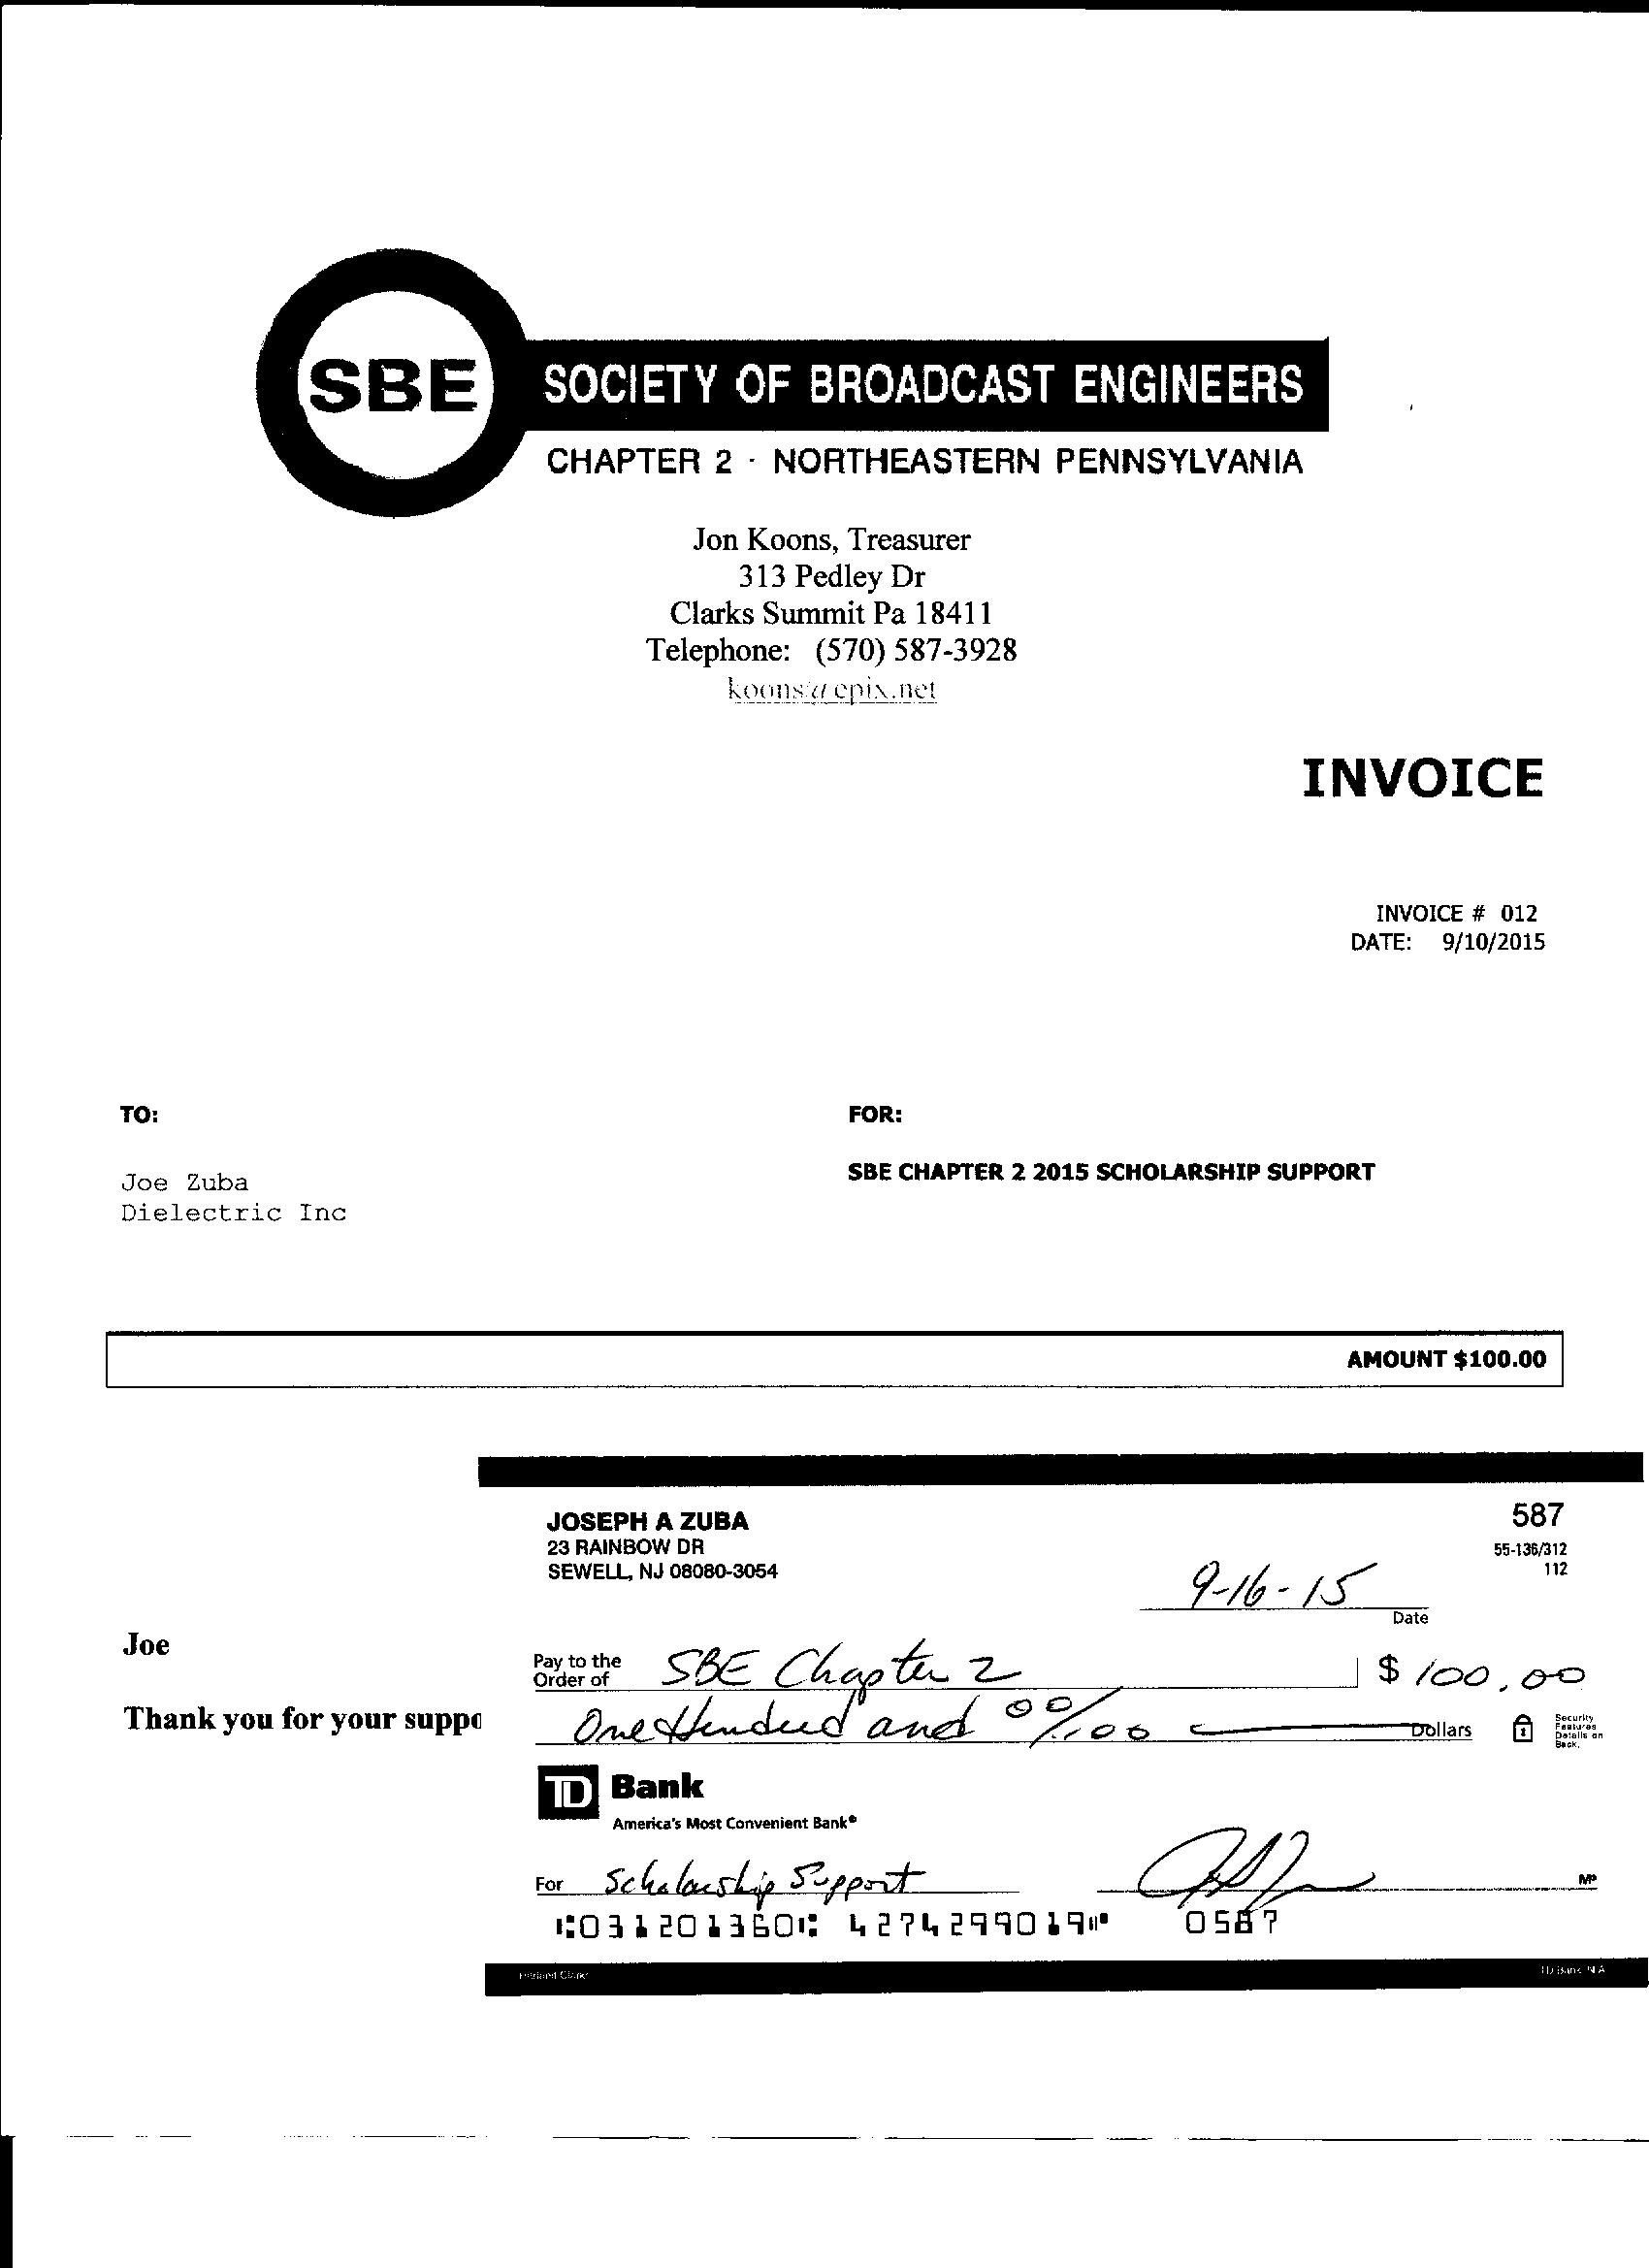 SBE
SOCIETY OF BROADCAST ENGINEERS
CHAPTER 2 · NORTHEASTERN PENNSYLVANIA
Jon Koons, Treasurer
313 Pedley Dr
Clarks Summit Pa 18411
Telephone: (570) 587-3928
koons@epix.net
INVOICE
INVOICE # 012
DATE: 9/10/2015
TO:
Joe Zuba
Dielectric Inc
FOR:
SBE CHAPTER 2 2015 SCHOLARSHIP SUPPORT
AMOUNT $100.00
Joe
Thank you for your suppo
JOSEPH A ZUBA
23 RAINBOW DR
SEWELL, NJ 08080-3054
587
55-136/312
112
9-16-15
Date
Pay to the
Order of SBE Chapter 2 $ 100.00
One Hundred and 00/100 Dollars
Security
Features
Details on
Back.
TD Bank
America's Most Convenient Bank®
For Scholarship Support
MP
⑆031201360⑆ 4274299019⑈ 0587
Harland Clarke
TD Bank, N.A.